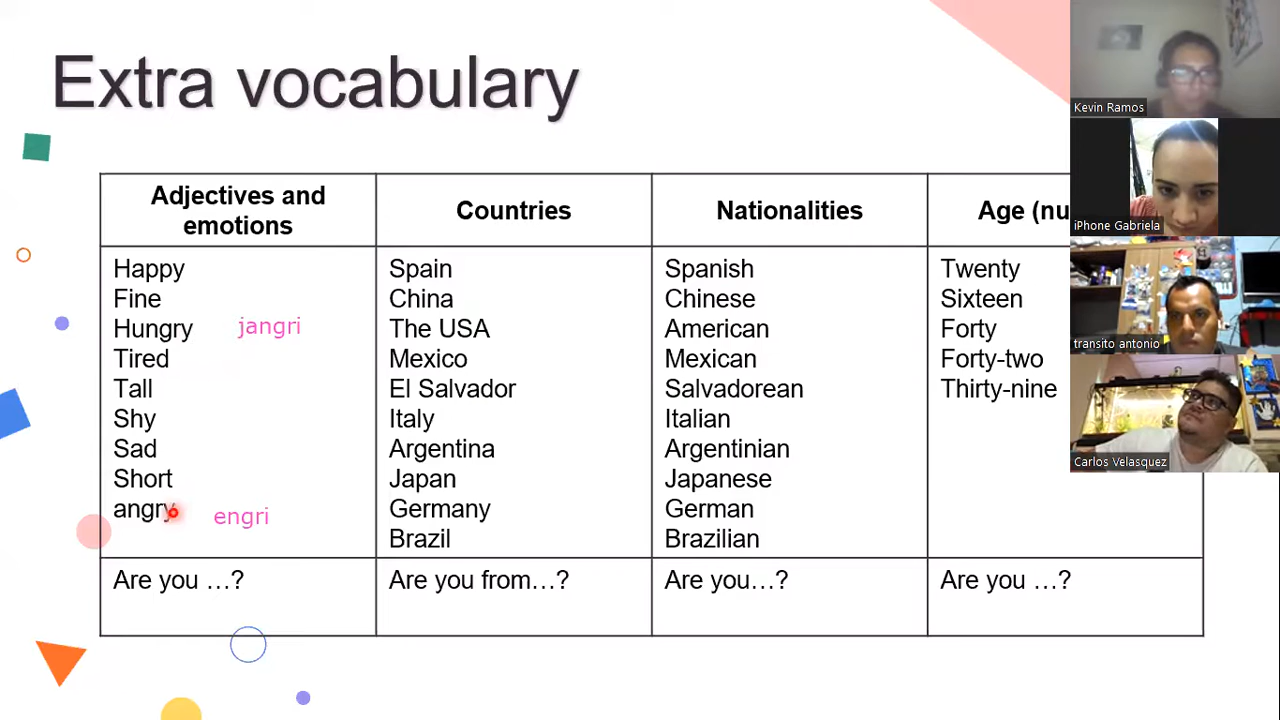 Extra vocabulary
Adjectives and
emotions
Countries
Nationalities
Age (nu
Happy
Fine
Hungry
jangri
Tired
Tall
Shy
Sad
Short
angry
engri
Spain
China
The USA
Mexico
El Salvador
Italy
Argentina
Japan
Germany
Brazil
Spanish
Chinese
American
Mexican
Salvadorean
Italian
Argentinian
Japanese
German
Brazilian
Twenty
Sixteen
Forty
Forty-two
Thirty-nine
Are you …?
Are you from…?
Are you…?
Are you …?
Kevin Ramos
iPhone Gabriela
transito antonio
Carlos Velasquez